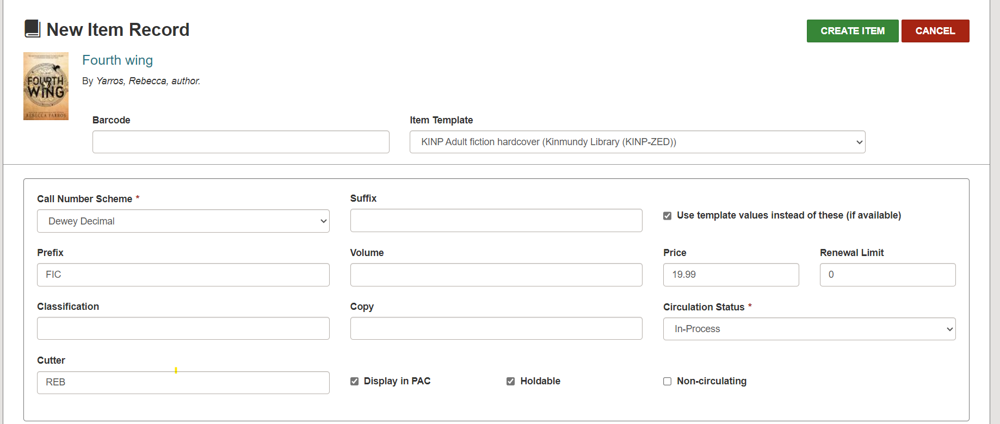 New Item Record
CREATE ITEM CANCEL
Fourth wing
By Yarros, Rebecca, author.
FOURTH
WING
REBECCA YARROS
Barcode Item Template
KINP Adult fiction hardcover (Kinmundy Library (KINP-ZED))
Call Number Scheme * Suffix
Dewey Decimal
Use template values instead of these (if available)
Prefix Volume Price Renewal Limit
FIC 19.99 0
Classification Copy Circulation Status *
In-Process
Cutter
REB
Display in PAC Holdable Non-circulating